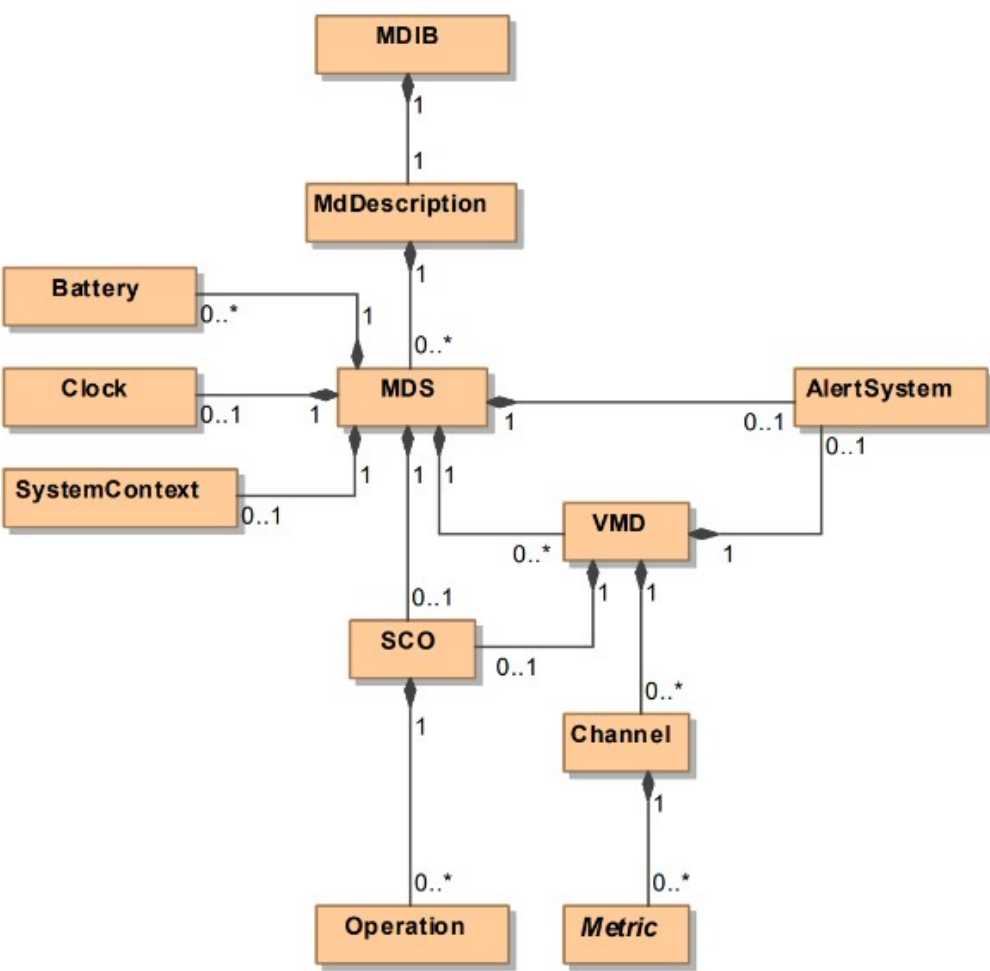 MDIB
1
1
MdDescription
1
0..*
Battery
0..*
1
Clock
0..1
1
MDS
1
0..1
AlertSystem
0..1
SystemContext
0..1
1
1
1
VMD
0..*
1
0..1
1
1
SCO
0..1
0..*
1
Channel
1
0..*
0..*
Operation
Metric